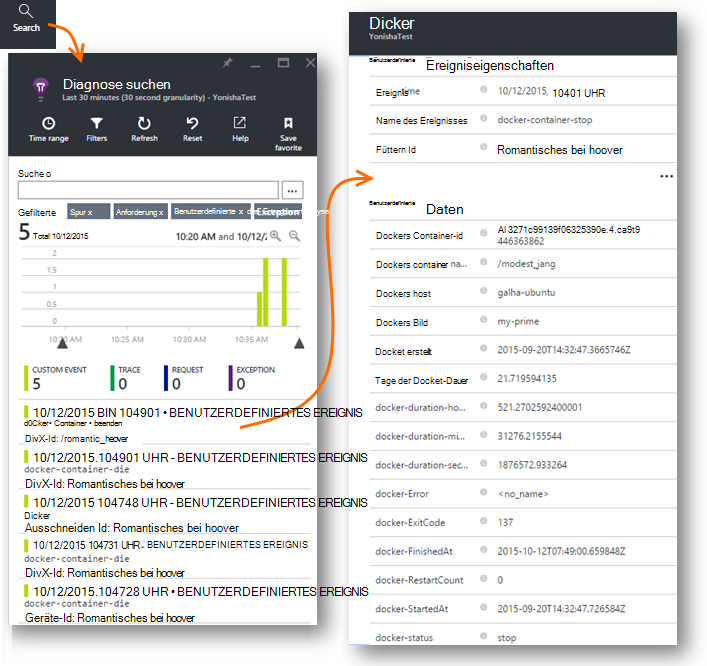 Search
Diagnose suchen
Last 30 minutes (30 second granularity) - YonishaTest
Time range
Filters
Refresh
Reset
Help
Save favorite
Suche o
...
Gefilterte
Spur x
Anforderung x
Benutzerdefinierte x
Exception
5 Total 10/12/2015
10:20 AM and 10/12/
2
1.5
1
0.5
0
10:20 AM
10:25 AM
10:30 AM
10:35 AM
CUSTOM EVENT
5
TRACE
0
REQUEST
0
EXCEPTION
0
10/12/2015 BIN 104901 • BENUTZERDEFINIERTES EREIGNIS
d0Cker• Container • beenden
DivX-Id: /romantic_heover
10/12/2015.104901 UHR - BENUTZERDEFINIERTES EREIGNIS
docker-container-die
DivX-Id: Romantisches bei hoover
10/12/2015 104748 UHR - BENUTZERDEFINIERTES EREIGNIS
Dicker
Ausschneiden Id: Romantisches bei hoover
10/12/2015 104731 UHR - BENUTZERDEFINIERTES EREIGNIS
docker-container-die
DivX-Id: Romantisches bei hoover
10/12/2015.104728 UHR • BENUTZERDEFINIERTES EREIGNIS
docker-container-die
Geräte-Id: Romantisches bei hoover
Dicker
YonishaTest
Benutzerdefinierte Ereigniseigenschaften
Ereignistime 10/12/2015, 10401 UHR
Name des Ereignisses docker-container-stop
Füttern Id Romantisches bei hoover
...
Benutzerdefinierte Daten
Dockers Container-id AI 3271c99139f06325390e.4.ca9t9
446363862
Dockers container na... /modest_jang
Dockers host galha-ubuntu
Dockers Bild my-prime
Docket erstellt 2015-09-20T14:32:47.3665746Z
Tage der Docket-Dauer 21.719594135
docker-duration-ho... 521.2702592400001
docker-duration-mi... 31276.2155544
docker-duration-sec... 1876572.933264
docker-Error <no_name>
docker-ExitCode 137
docker-FinishedAt 2015-10-12T07:49:00.659848Z
docker-RestartCount 0
docker-StartedAt 2015-09-20T14:32:47.726584Z
docker-status stop